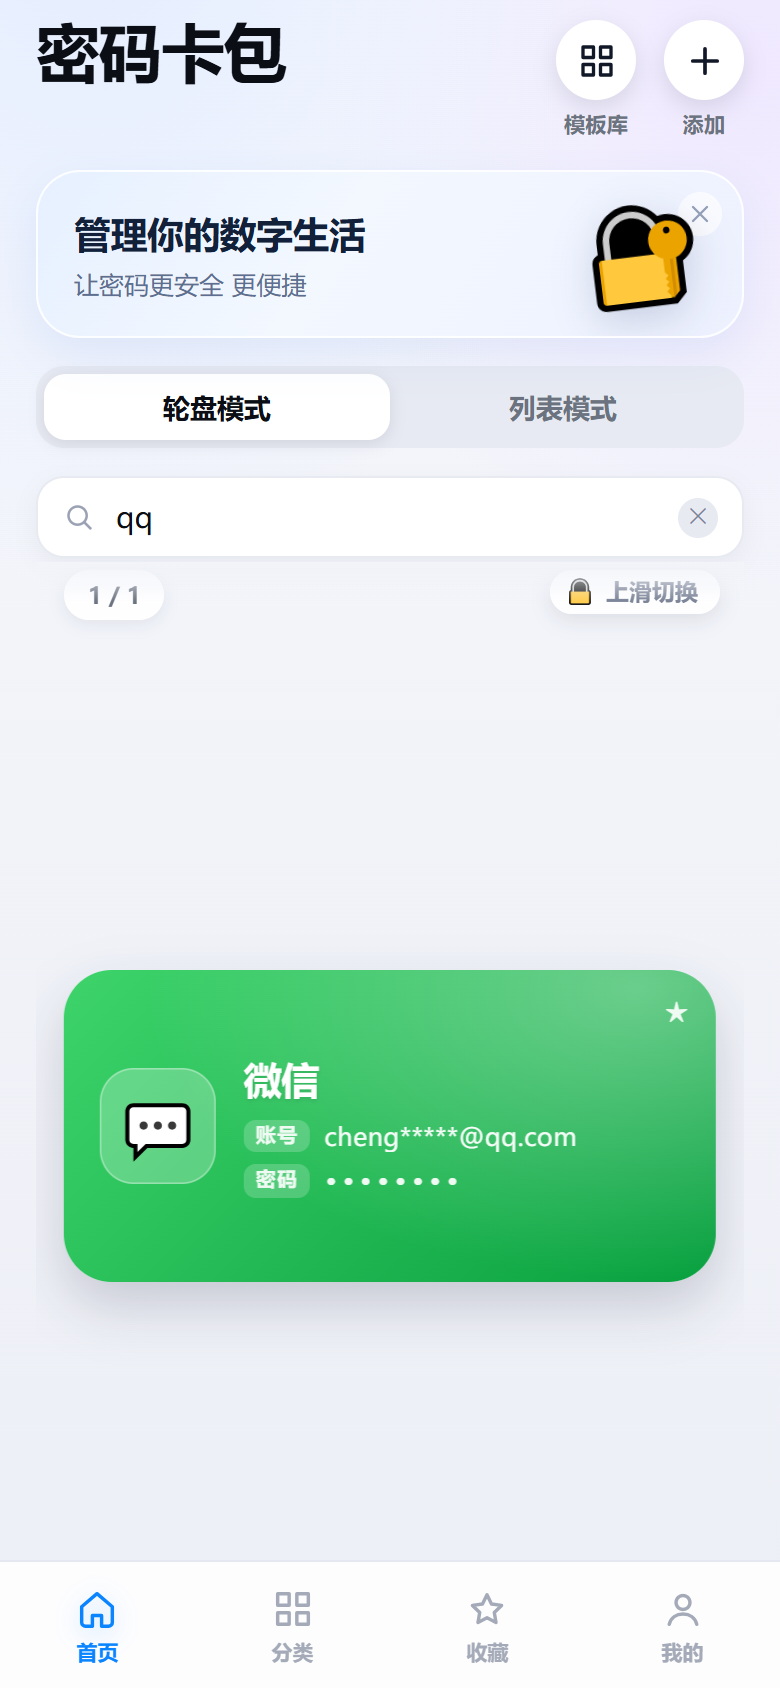 密码卡包
模板库
添加
管理你的数字生活
让密码更安全 更便捷
轮盘模式
列表模式
qq
1 / 1
上滑切换
微信
账号 cheng*****@qq.com
密码 ••••••••
首页
分类
收藏
我的